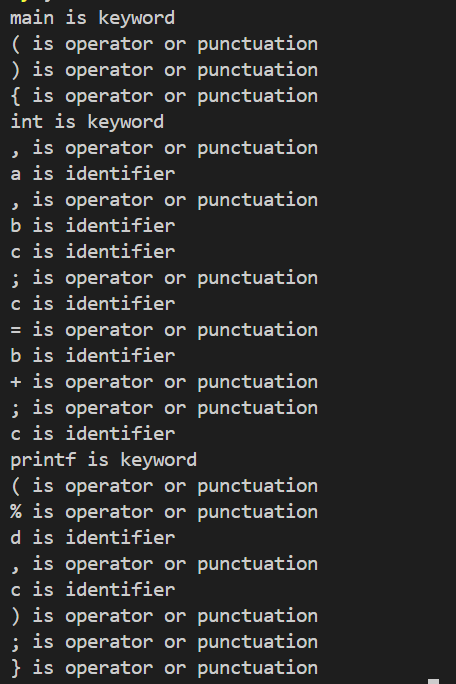 main is keyword
( is operator or punctuation
) is operator or punctuation
{ is operator or punctuation
int is keyword
, is operator or punctuation
a is identifier
, is operator or punctuation
b is identifier
c is identifier
; is operator or punctuation
c is identifier
= is operator or punctuation
b is identifier
+ is operator or punctuation
; is operator or punctuation
c is identifier
printf is keyword
( is operator or punctuation
% is operator or punctuation
d is identifier
, is operator or punctuation
c is identifier
) is operator or punctuation
; is operator or punctuation
} is operator or punctuation